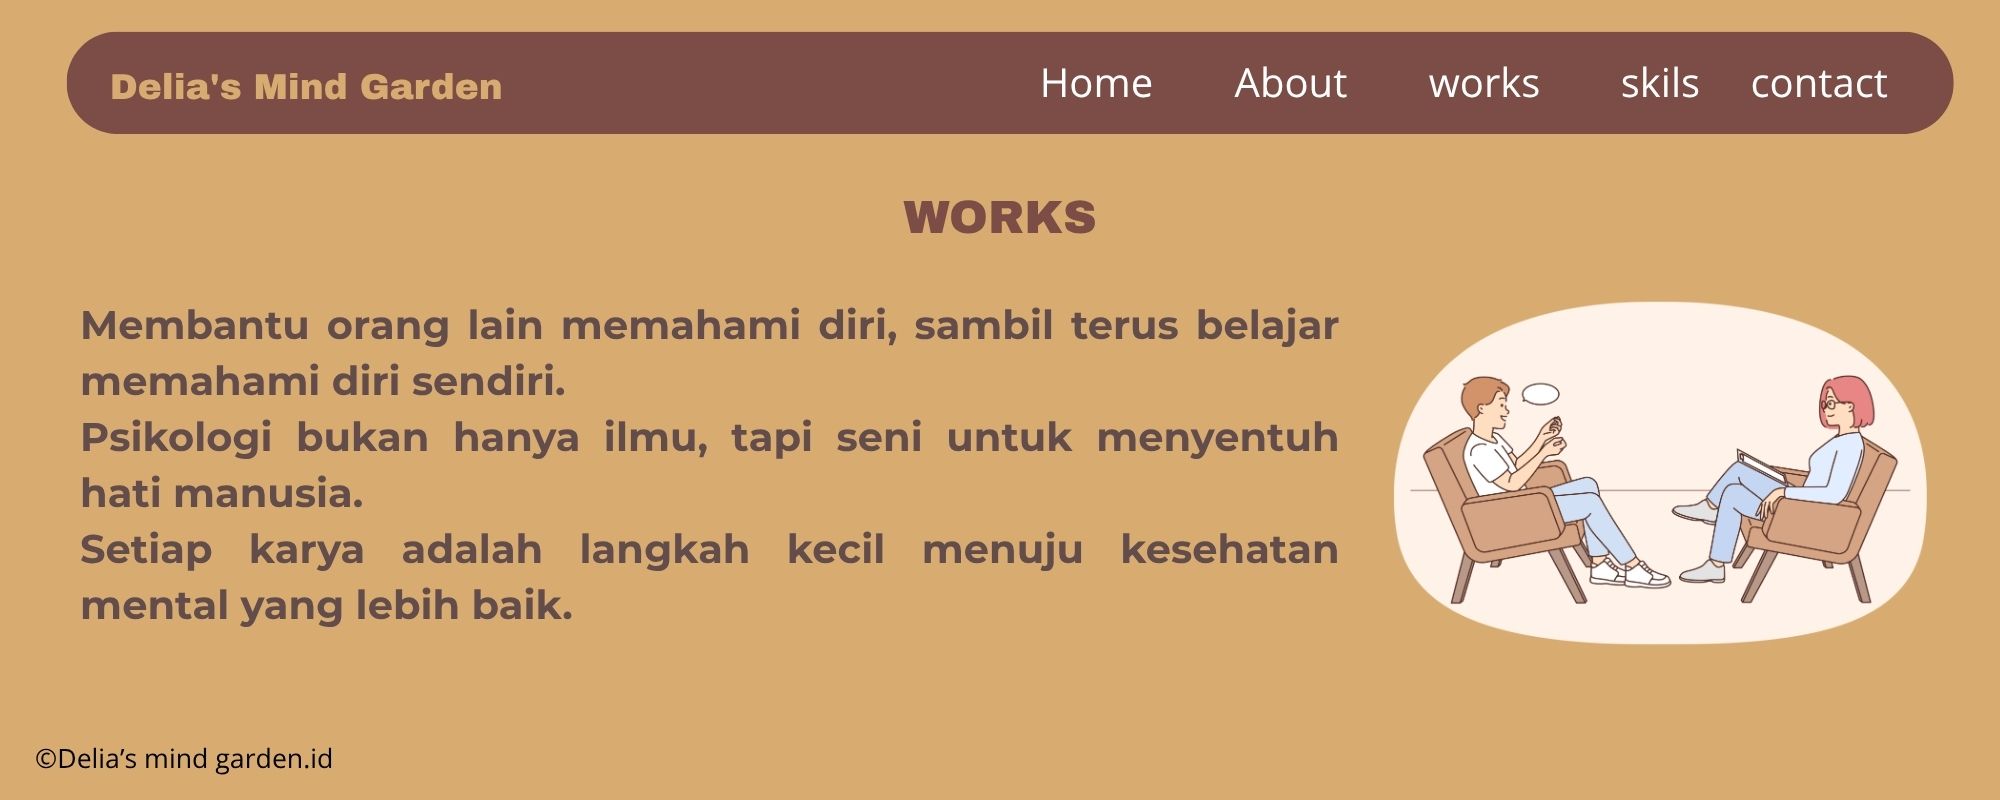 Delia's Mind Garden
Home About works skils contact
WORKS
Membantu orang lain memahami diri, sambil terus belajar
memahami diri sendiri.
Psikologi bukan hanya ilmu, tapi seni untuk menyentuh
hati manusia.
Setiap karya adalah langkah kecil menuju kesehatan
mental yang lebih baik.
©Delia’s mind garden.id